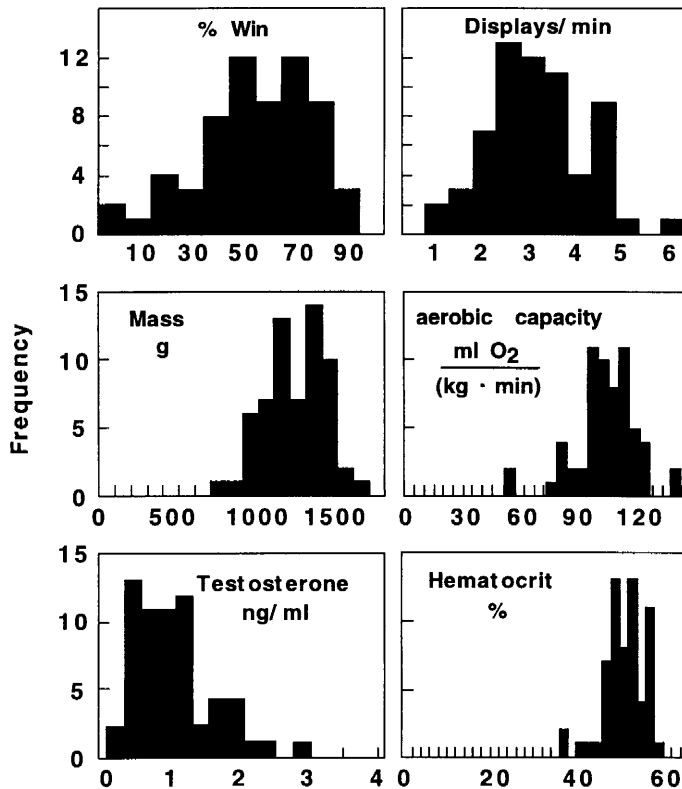 % Win
Displays/ min
12
8
4
0
10 30 50 70 90
1 2 3 4 5 6
Frequency
15
10
5
0
Mass
g
aerobic capacity
ml O2
(kg · min)
0 500 1000 1500
0 30 60 90 120
15
10
5
0
Testosterone
ng/ ml
Hematocrit
%
0 1 2 3 4
0 20 40 60